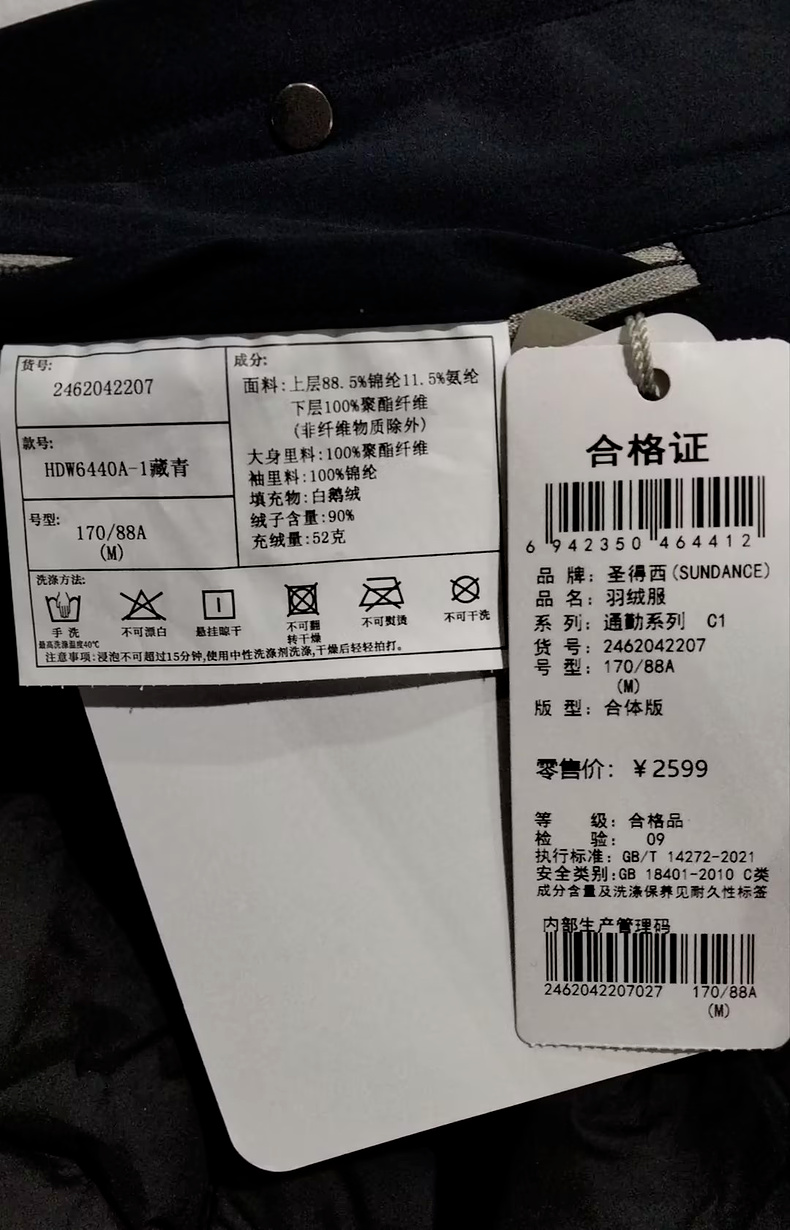 货号:
2462042207
款号:
HDW6440A-1藏青
号型:
170/88A
(M)
成分:
面料:上层88.5%锦纶11.5%氨纶
下层100%聚酯纤维
(非纤维物质除外)
大身里料:100%聚酯纤维
袖里料:100%锦纶
填充物:白鹅绒
绒子含量:90%
充绒量:52克
洗涤方法:
手洗
最高洗涤温度40℃
不可漂白
悬挂晾干
不可翻
转干燥
不可熨烫
不可干洗
注意事项:浸泡不可超过15分钟,使用中性洗涤剂洗涤,干燥后轻轻拍打。
合格证
6 942350 464412
品 牌: 圣得西(SUNDANCE)
品 名: 羽绒服
系 列: 通勤系列 C1
货 号: 2462042207
号 型: 170/88A
(M)
版 型: 合体版
零售价: ¥2599
等 级: 合格品
检 验: 09
执行标准: GB/T 14272-2021
安全类别:GB 18401-2010 C类
成分含量及洗涤保养见耐久性标签
内部生产管理码
2462042207027 170/88A
(M)